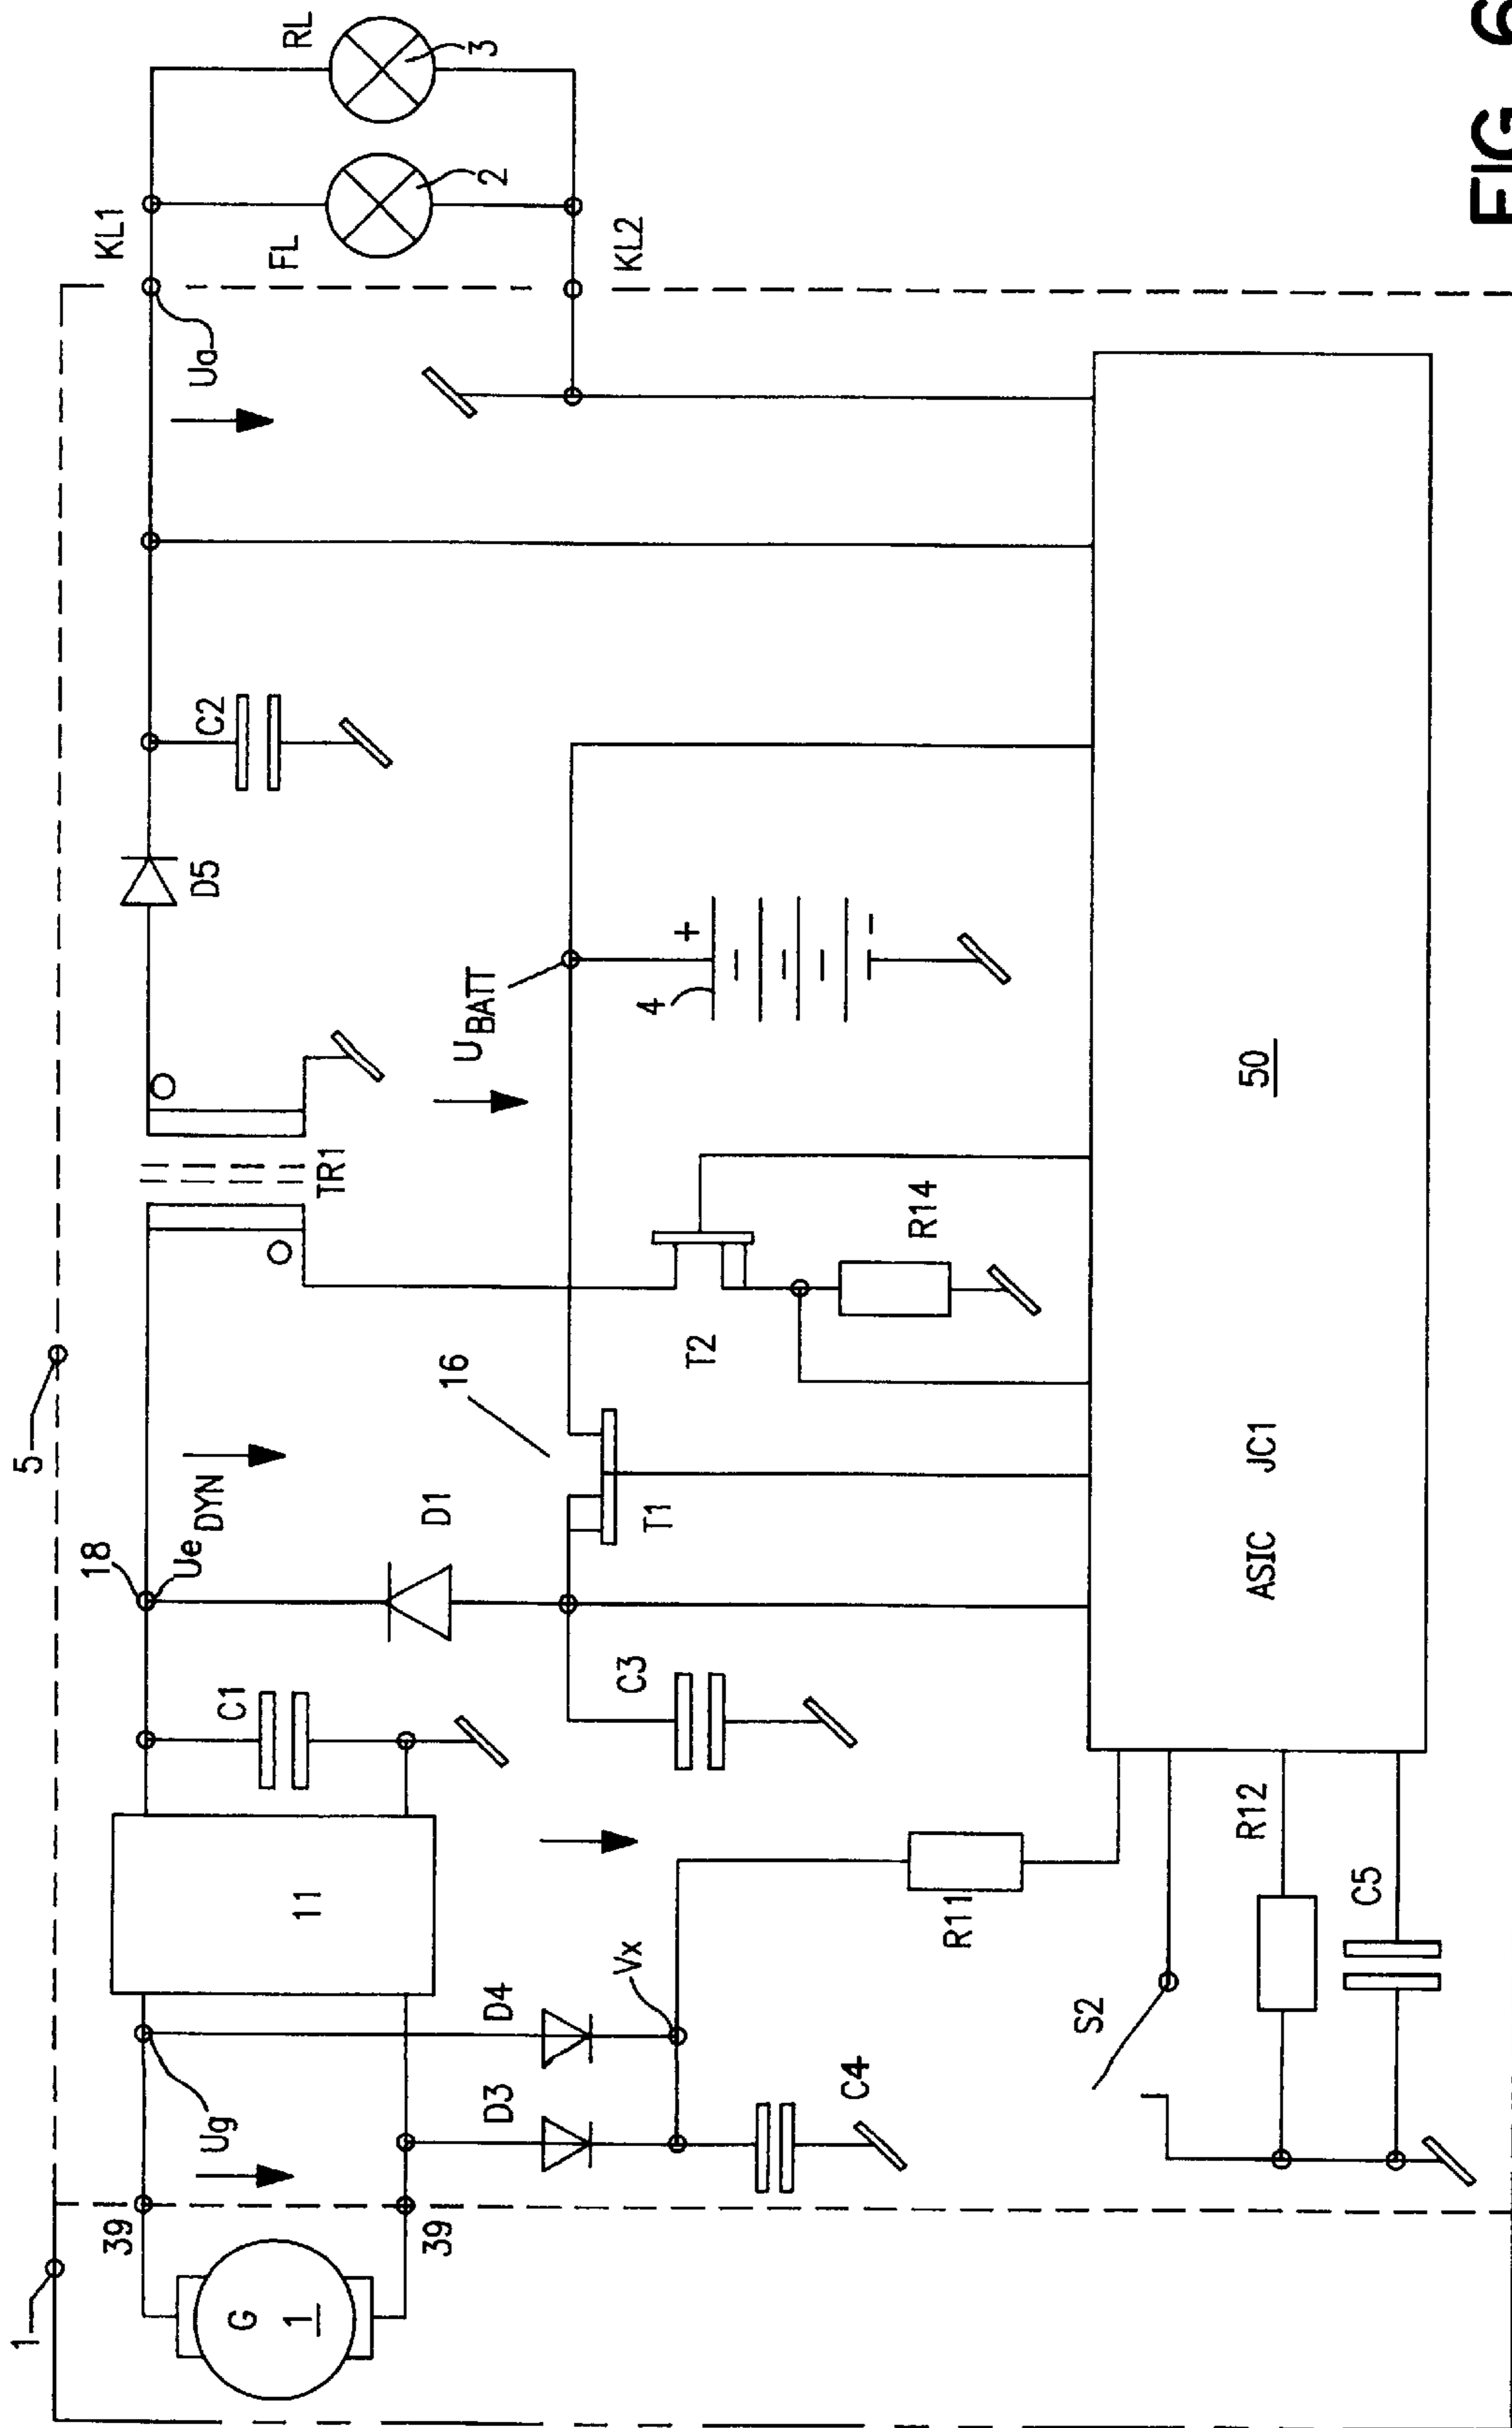 FIG. 6
5
1
KL1
RL
3
FL
2
KL2
Ua
C2
D5
TR1
UBATT
+
-
4
18
UeDYN
16
D1
T1
T2
R14
C1
C3
11
39
39
G
1
Ug
D4
D3
Vx
C4
R11
S2
R12
C5
ASIC JC1
50